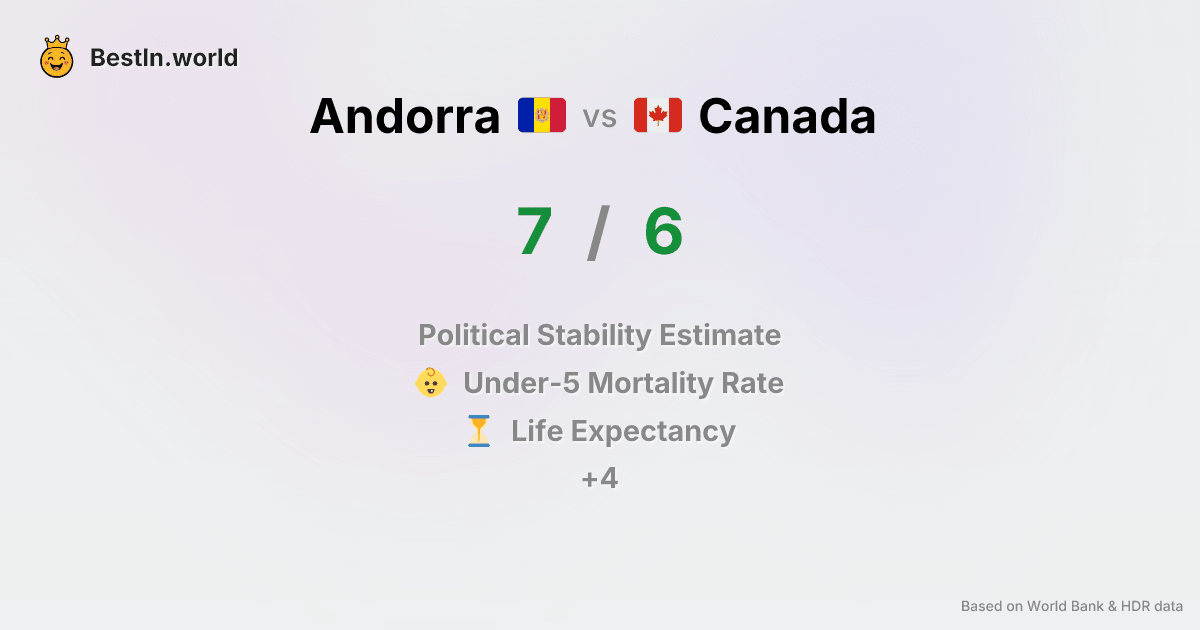 BestIn.world
Andorra vs Canada
7 / 6
Political Stability Estimate
Under-5 Mortality Rate
Life Expectancy
+4
Based on World Bank & HDR data